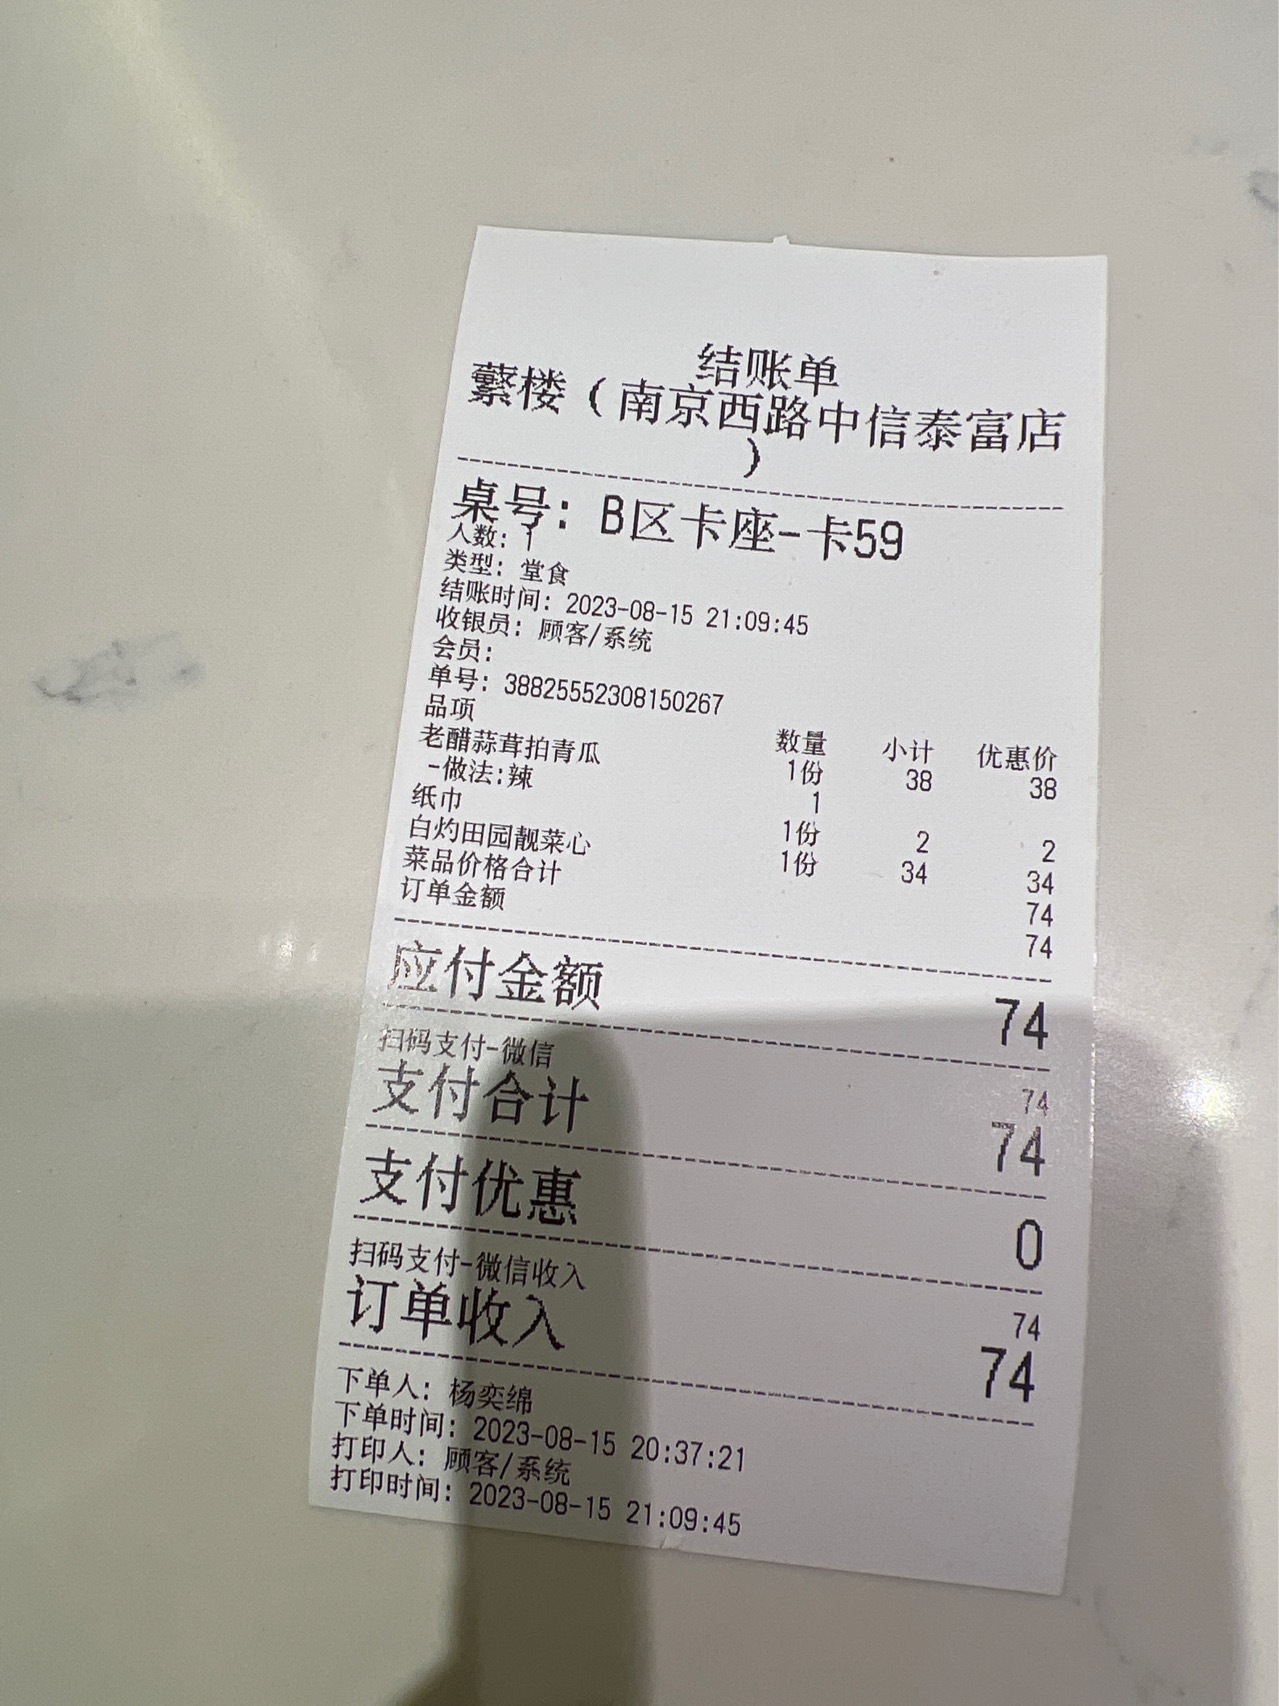 结账单
蘩楼（南京西路中信泰富店
）
桌号：B区卡座-卡59
人数：1
类型：堂食
结账时间：2023-08-15 21:09:45
收银员：顾客/系统
会员：
单号：38825552308150267
品项 数量 小计 优惠价
老醋蒜茸拍青瓜 1份 38 38
-做法:辣 1
纸巾 1份 2 2
白灼田园靓菜心 1份 34 34
菜品价格合计 74
订单金额 74
应付金额 74
扫码支付-微信 74
支付合计 74
支付优惠 0
扫码支付-微信收入 74
订单收入 74
下单人：杨奕绵
下单时间：2023-08-15 20:37:21
打印人：顾客/系统
打印时间：2023-08-15 21:09:45